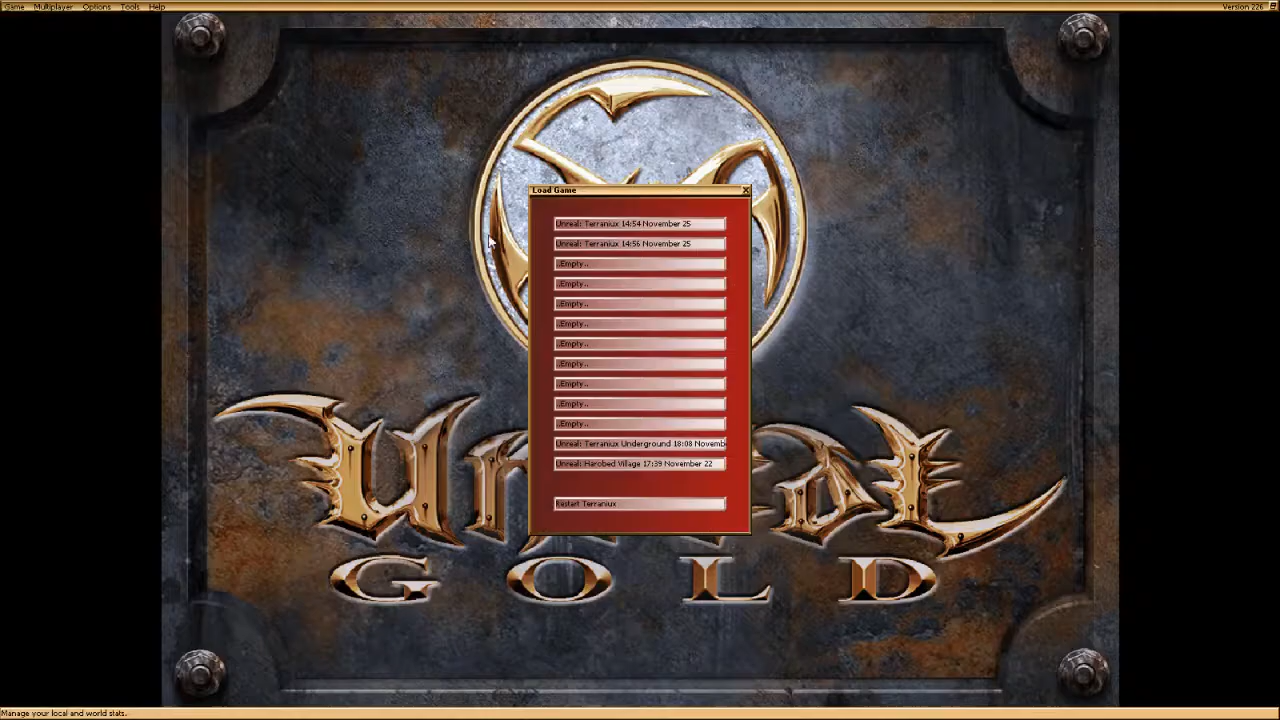 Game Multiplayer Options Tools Help Version 226
Load Game
Unreal: Terraniux 14:54 November 25
Unreal: Terraniux 14:56 November 25
..Empty..
..Empty..
..Empty..
..Empty..
..Empty..
..Empty..
..Empty..
..Empty..
..Empty..
Unreal: Terraniux Underground 18:08 Novemb
Unreal: Harobed Village 17:39 November 22
Restart Terraniux
Unreal
GOLD
Manage your local and world stats.